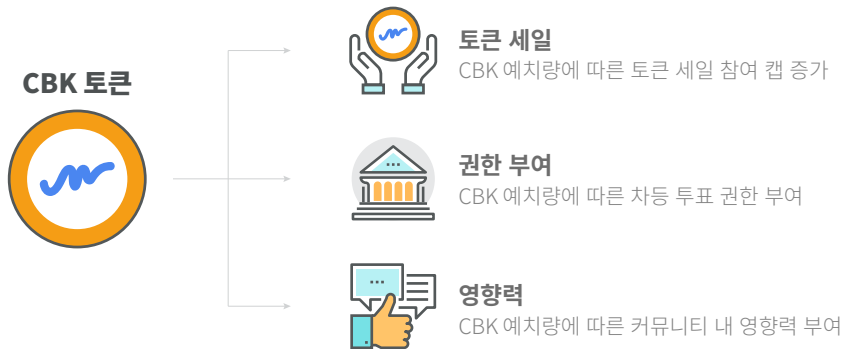 CBK 토큰
토큰 세일
CBK 예치량에 따른 토큰 세일 참여 캡 증가
권한 부여
CBK 예치량에 따른 차등 투표 권한 부여
영향력
CBK 예치량에 따른 커뮤니티 내 영향력 부여